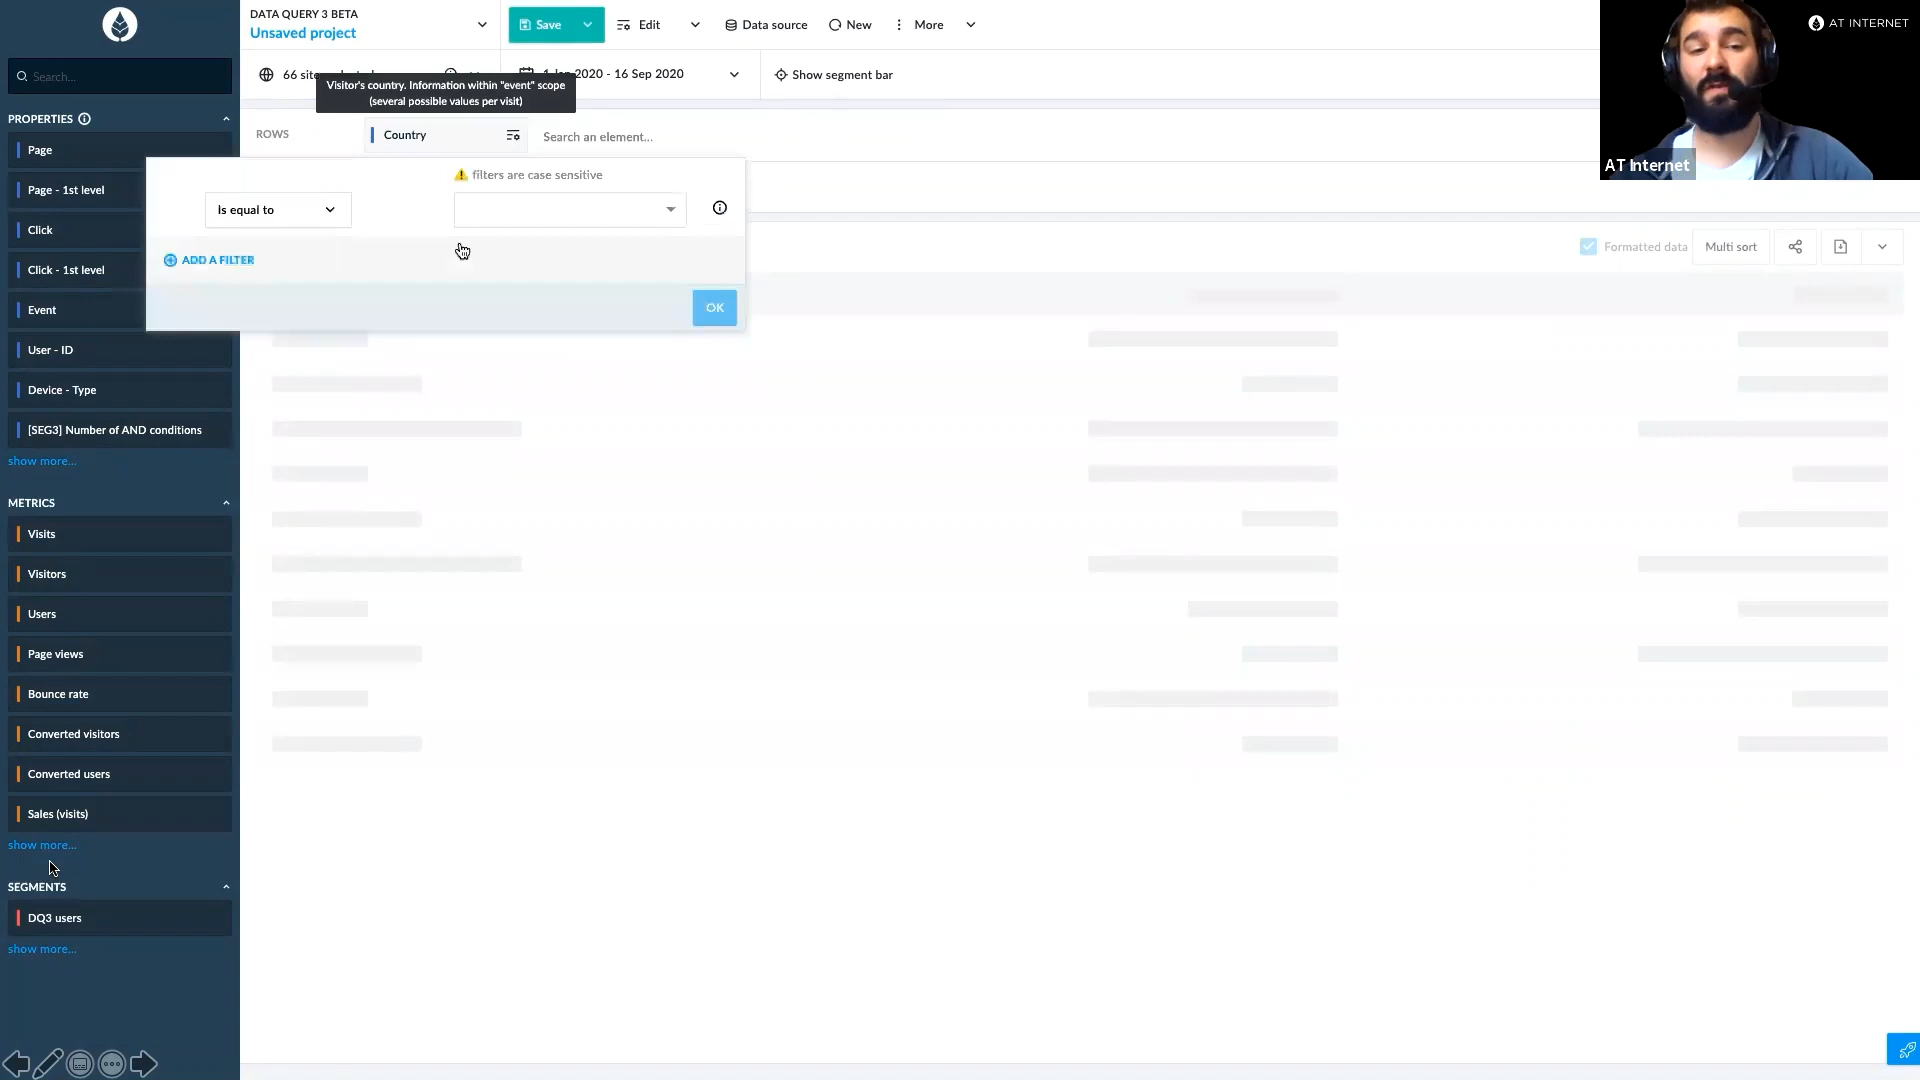 DATA QUERY 3 BETA
Unsaved project
Save
Edit
Data source
New
More
AT INTERNET
Search...
66
2020 - 16 Sep 2020
Show segment bar
Visitor's country. Information within "event" scope
(several possible values per visit)
PROPERTIES
ROWS
Country
Search an element...
AT Internet
Page
Page - 1st level
Click
Click - 1st level
Event
User - ID
Device - Type
[SEG3] Number of AND conditions
show more...
filters are case sensitive
Is equal to
ADD A FILTER
OK
Formatted data
Multi sort
METRICS
Visits
Visitors
Users
Page views
Bounce rate
Converted visitors
Converted users
Sales (visits)
show more...
SEGMENTS
DQ3 users
show more...